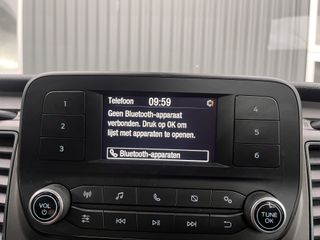 Telefoon 09:59
Geen Bluetooth-apparaat
verbonden. Druk op OK om
lijst met apparaten te openen.
Bluetooth-apparaten
1
2
3
4
5
6
VOL
TUNE
OK